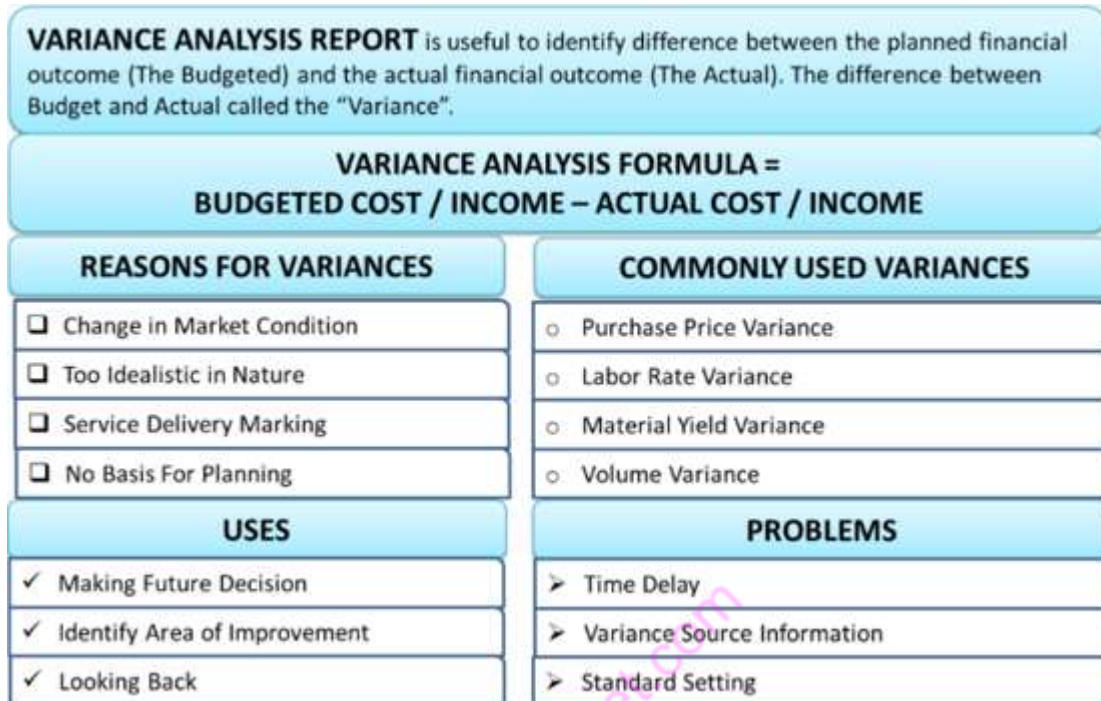 VARIANCE ANALYSIS REPORT is useful to identify difference between the planned financial
outcome (The Budgeted) and the actual financial outcome (The Actual). The difference between
Budget and Actual called the “Variance”.
VARIANCE ANALYSIS FORMULA =
BUDGETED COST / INCOME – ACTUAL COST / INCOME
REASONS FOR VARIANCES
❑ Change in Market Condition
❑ Too Idealistic in Nature
❑ Service Delivery Marking
❑ No Basis For Planning
COMMONLY USED VARIANCES
o Purchase Price Variance
o Labor Rate Variance
o Material Yield Variance
o Volume Variance
USES
✓ Making Future Decision
✓ Identify Area of Improvement
✓ Looking Back
PROBLEMS
➢ Time Delay
➢ Variance Source Information
➢ Standard Setting